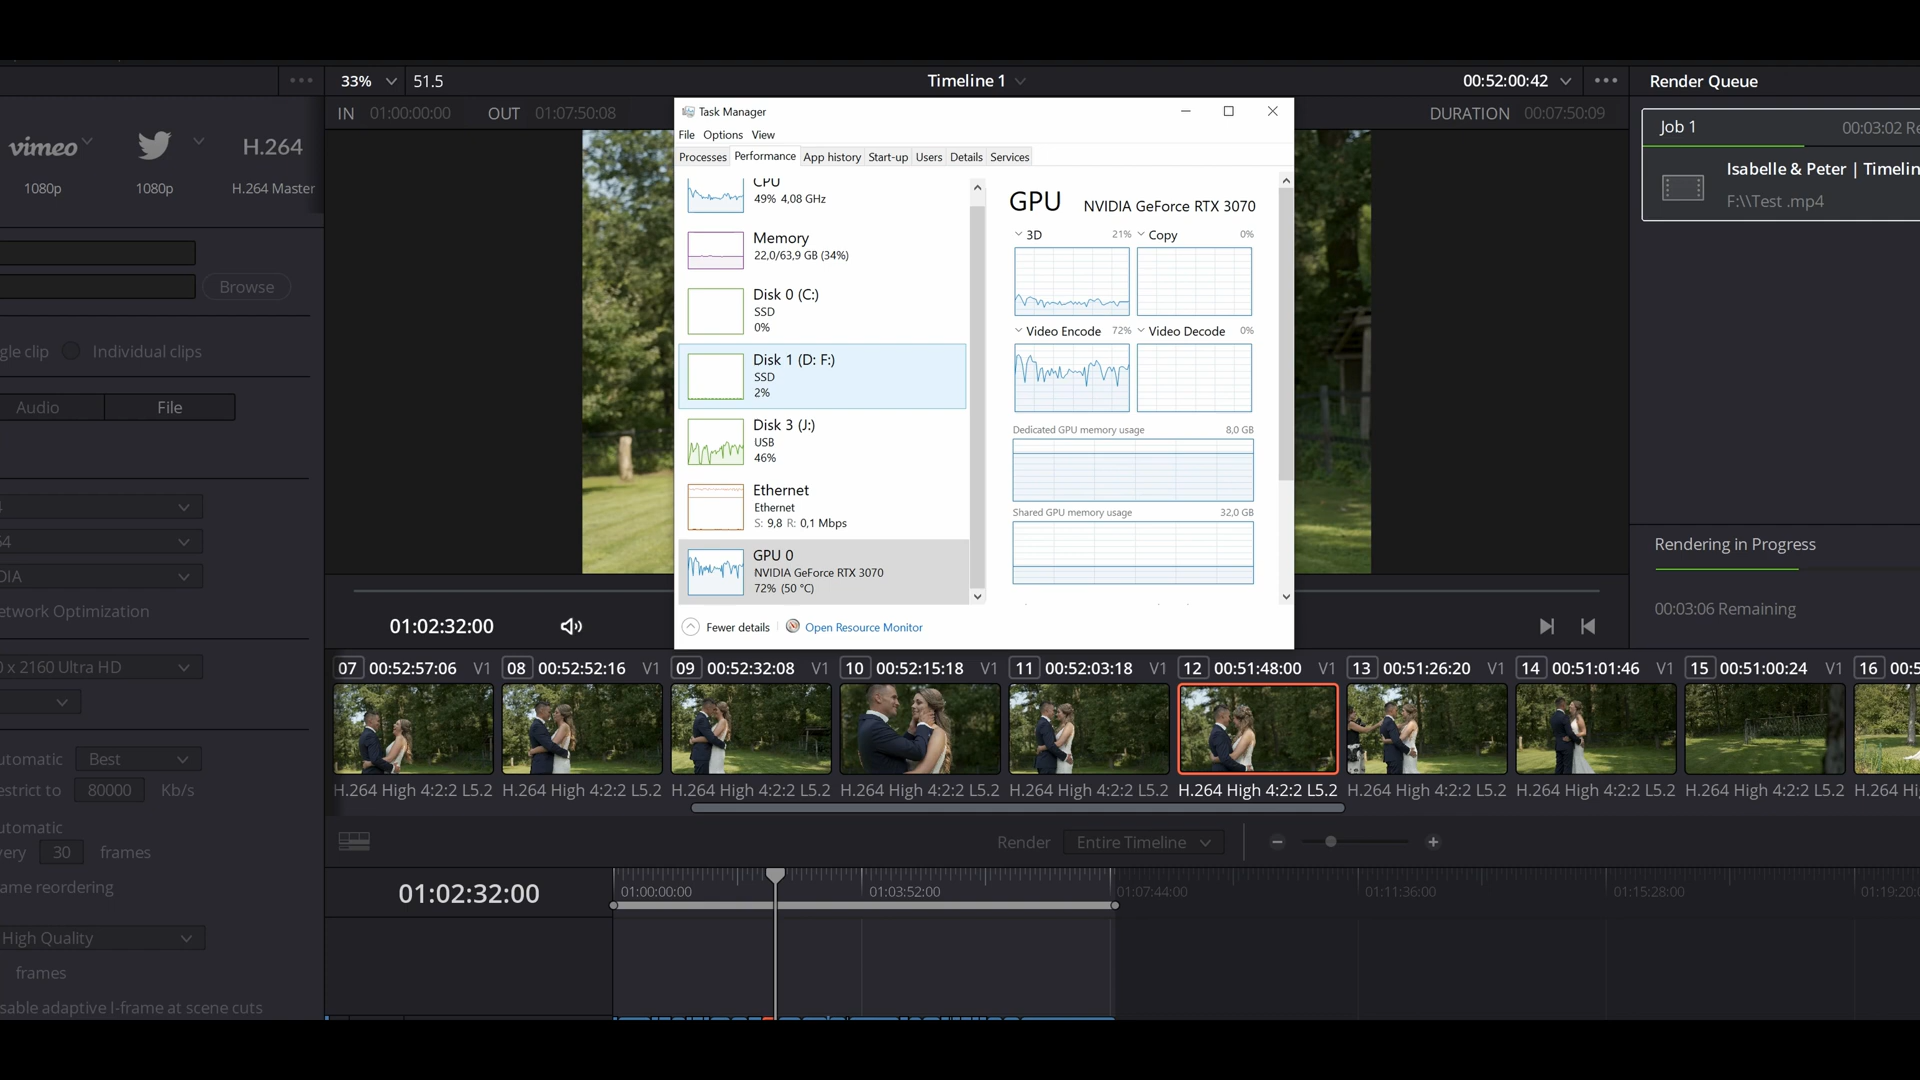 33%
51.5
Timeline 1
00:52:00:42
Render Queue
IN 01:00:00:00 OUT 01:07:50:08
DURATION 00:07:50:09
Job 1
00:03:02
Isabelle & Peter |
F:\\Test .mp4
vimeo
H.264
1080p
1080p
H.264 Master
Browse
clip
Individual clips
Audio
File
Optimization
x 2160 Ultra HD
Best
80000
Kb/s
30
frames
reordering
High Quality
frames
adaptive I-frame at scene cuts
Task Manager
File Options View
Processes Performance App history Start-up Users Details Services
CPU
49% 4,08 GHz
Memory
22,0/63,9 GB (34%)
Disk 0 (C:)
SSD
0%
Disk 1 (D: F:)
SSD
2%
Disk 3 (J:)
USB
46%
Ethernet
Ethernet
S: 9,8 R: 0,1 Mbps
GPU 0
NVIDIA GeForce RTX 3070
72% (50 °C)
GPU
NVIDIA GeForce RTX 3070
3D 21%
Copy 0%
Video Encode 72%
Video Decode 0%
Dedicated GPU memory usage 8,0 GB
Shared GPU memory usage 32,0 GB
Fewer details
Open Resource Monitor
Rendering in Progress
00:03:06 Remaining
01:02:32:00
07 00:52:57:06 V1
08 00:52:52:16 V1
09 00:52:32:08 V1
10 00:52:15:18 V1
11 00:52:03:18 V1
12 00:51:48:00 V1
13 00:51:26:20 V1
14 00:51:01:46 V1
15 00:51:00:24 V1
16
H.264 High 4:2:2 L5.2
H.264 High 4:2:2 L5.2
H.264 High 4:2:2 L5.2
H.264 High 4:2:2 L5.2
H.264 High 4:2:2 L5.2
H.264 High 4:2:2 L5.2
H.264 High 4:2:2 L5.2
H.264 High 4:2:2 L5.2
H.264 High 4:2:2 L5.2
H.264
Render
Entire Timeline
01:02:32:00
01:00:00:00
01:03:52:00
01:07:44:00
01:11:36:00
01:15:28:00